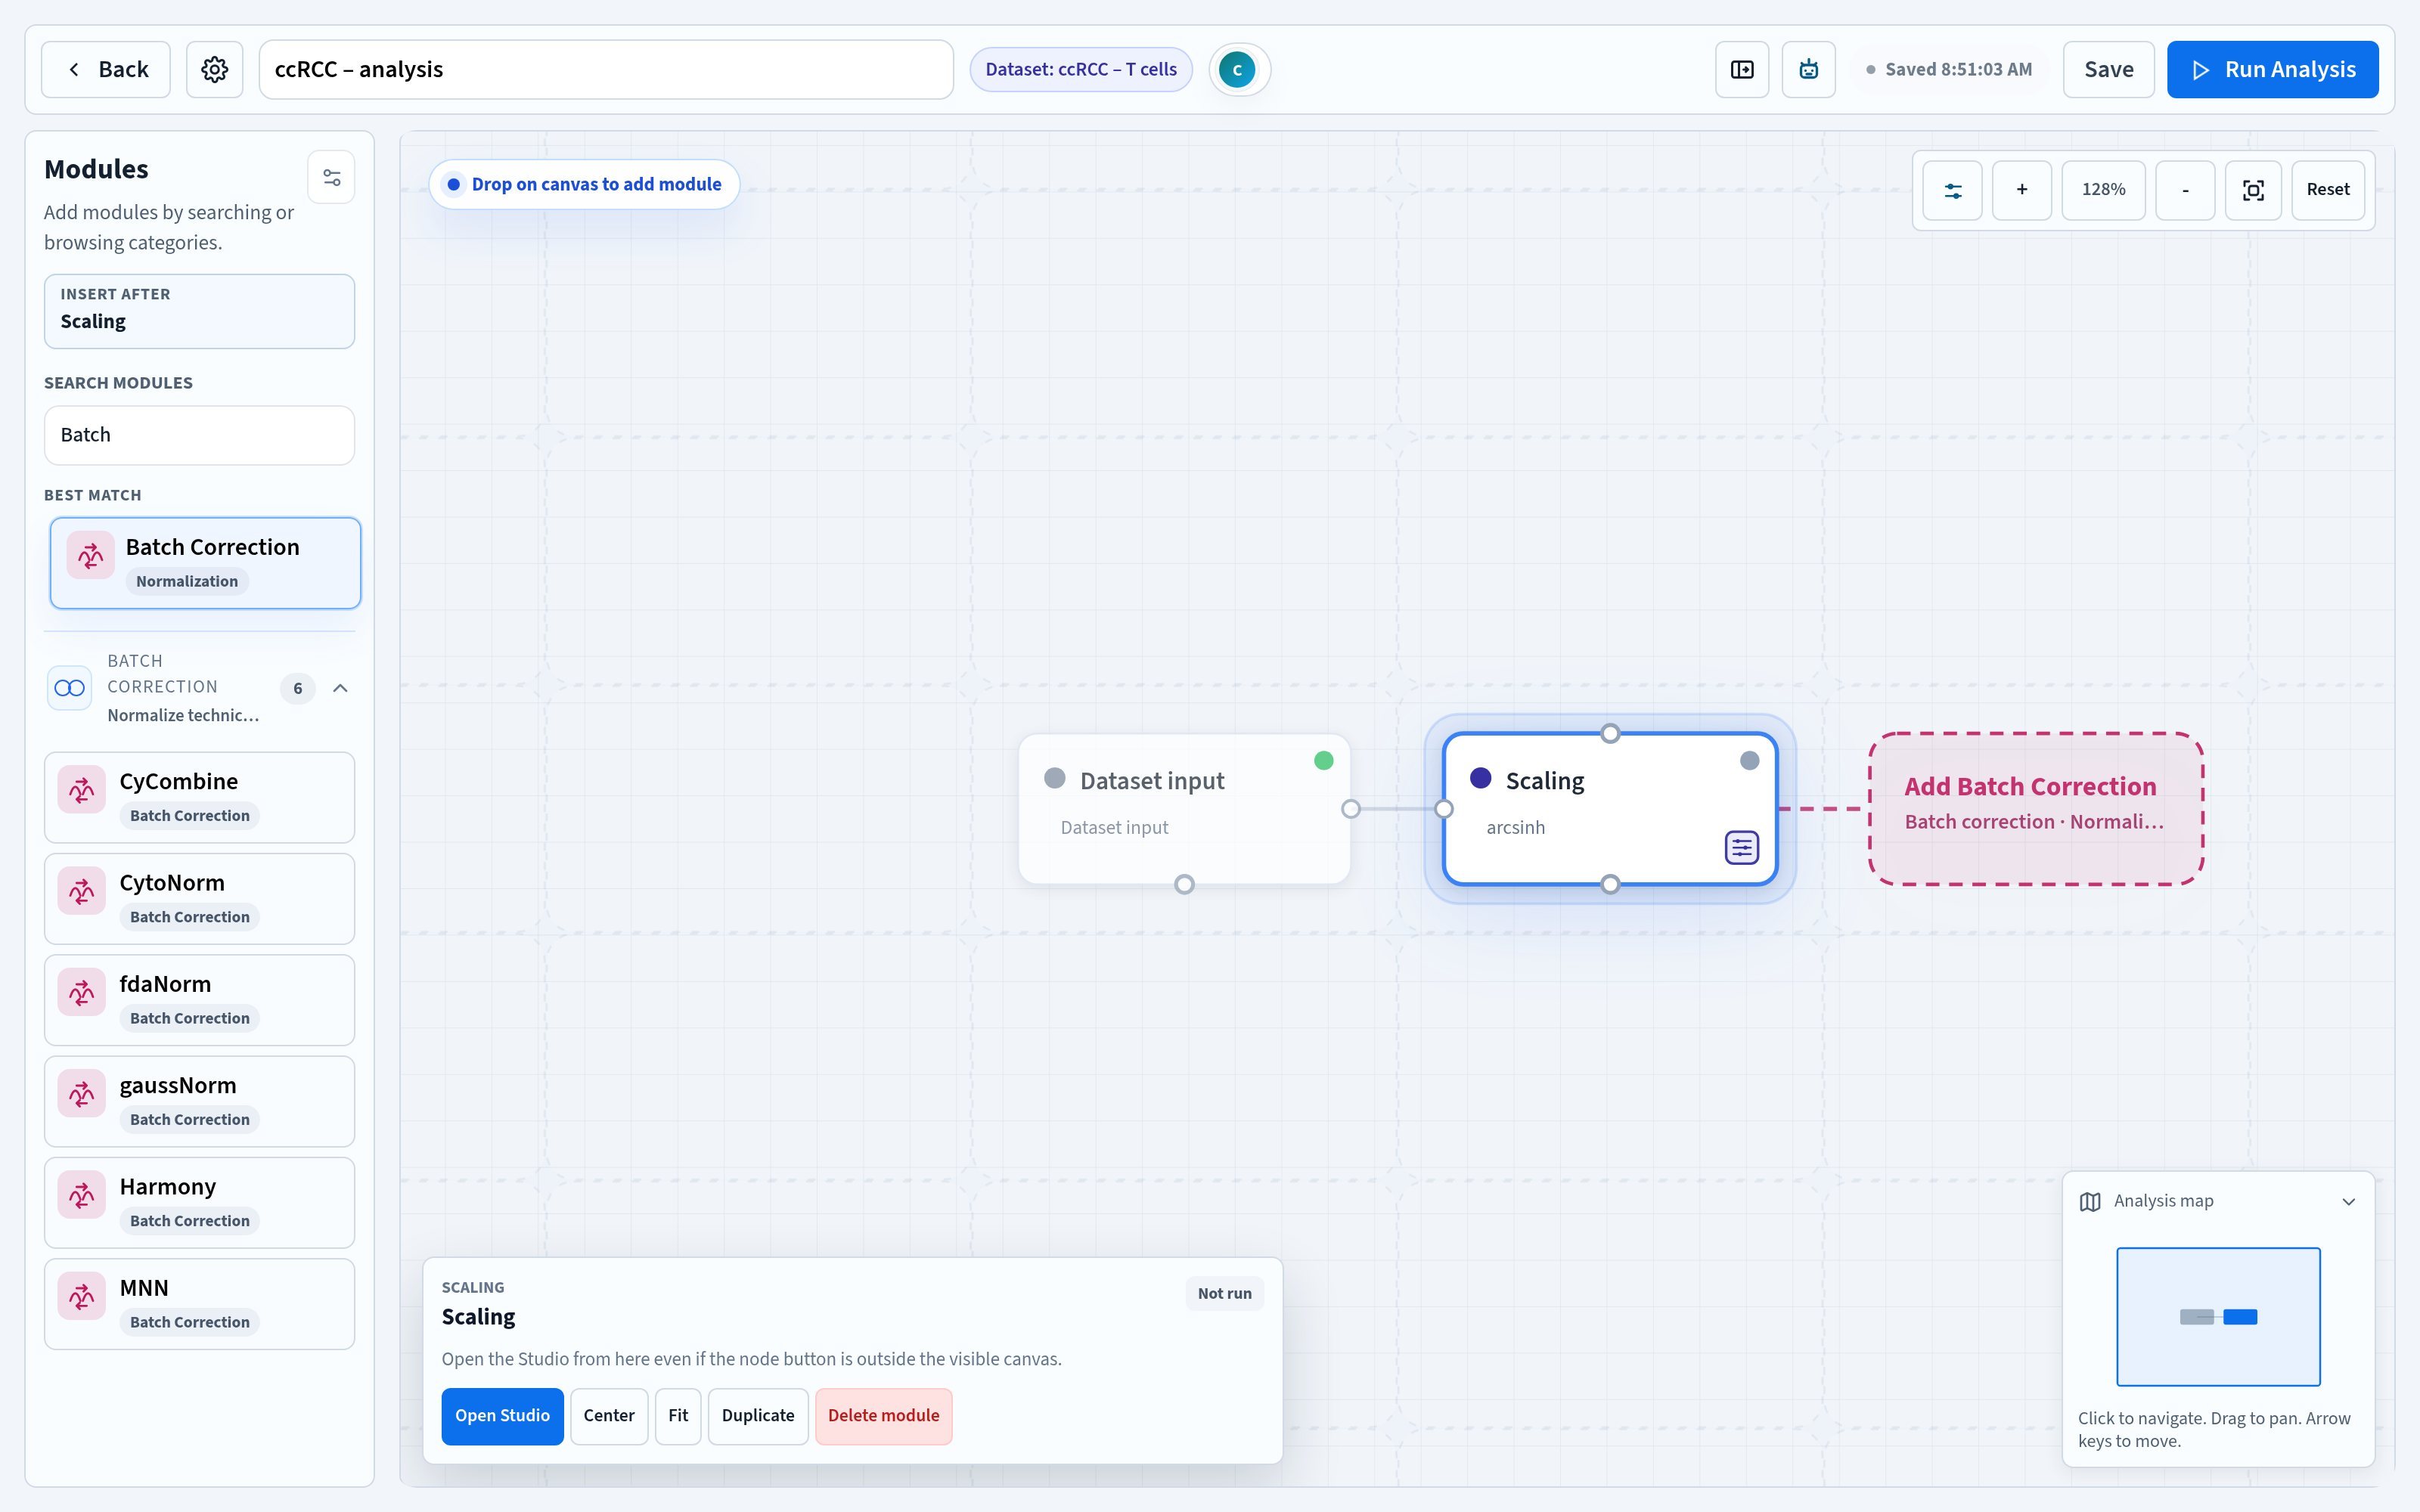 Back
ccRCC – analysis
Dataset: ccRCC – T cells
C
Saved 8:51:03 AM
Save
Run Analysis
Modules
Add modules by searching or
browsing categories.
INSERT AFTER
Scaling
SEARCH MODULES
Batch
BEST MATCH
Batch Correction
Normalization
BATCH
CORRECTION
Normalize technic...
6
CyCombine
Batch Correction
CytoNorm
Batch Correction
fdaNorm
Batch Correction
gaussNorm
Batch Correction
Harmony
Batch Correction
MNN
Batch Correction
Drop on canvas to add module
+
128%
-
Reset
Dataset input
Dataset input
Scaling
arcsinh
Add Batch Correction
Batch correction · Normali...
SCALING
Scaling
Not run
Open the Studio from here even if the node button is outside the visible canvas.
Open Studio
Center
Fit
Duplicate
Delete module
Analysis map
Click to navigate. Drag to pan. Arrow
keys to move.